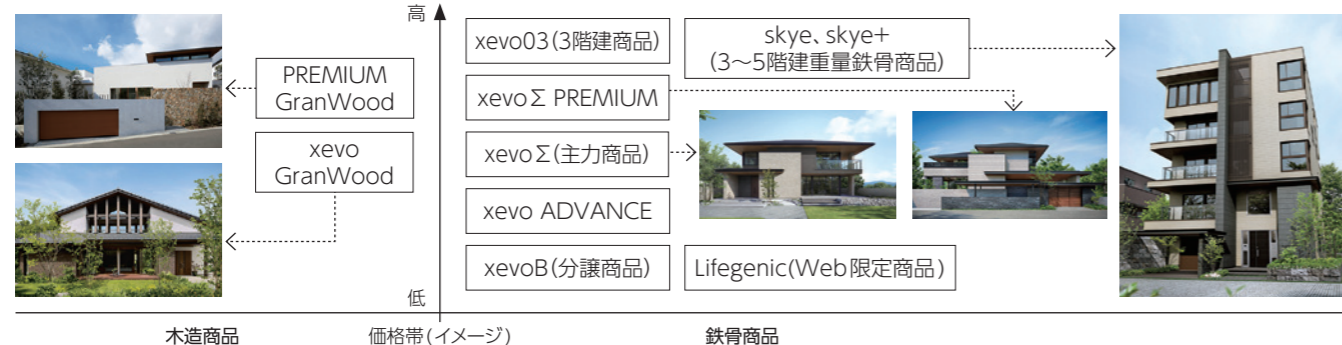 高
PREMIUM
GranWood
xevo
GranWood
xevo03(3階建商品)
skye、skye+
(3～5階建重量鉄骨商品)
xevoΣ PREMIUM
xevoΣ(主力商品)
xevo ADVANCE
xevoB(分譲商品)
Lifegenic(Web限定商品)
低
木造商品
価格帯(イメージ)
鉄骨商品